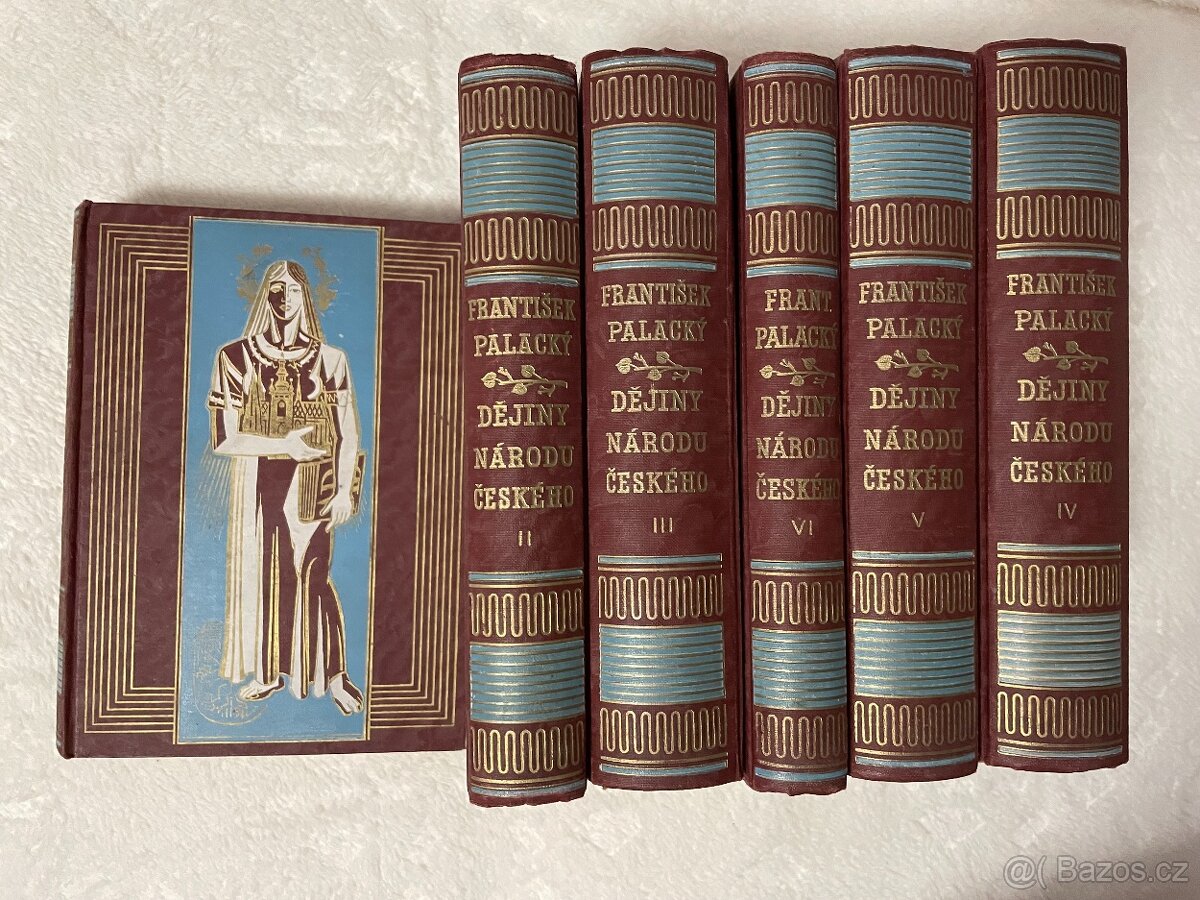 FRANTIŠEK
PALACKÝ
DĚJINY
NÁRODU
ČESKÉHO
II
FRANTIŠEK
PALACKÝ
DĚJINY
NÁRODU
ČESKÉHO
III
FRANT.
PALACKÝ
DĚJINY
NÁRODU
ČESKÉHO
VI
FRANTIŠEK
PALACKÝ
DĚJINY
NÁRODU
ČESKÉHO
V
FRANTIŠEK
PALACKÝ
DĚJINY
NÁRODU
ČESKÉHO
IV
@( Bazos.cz